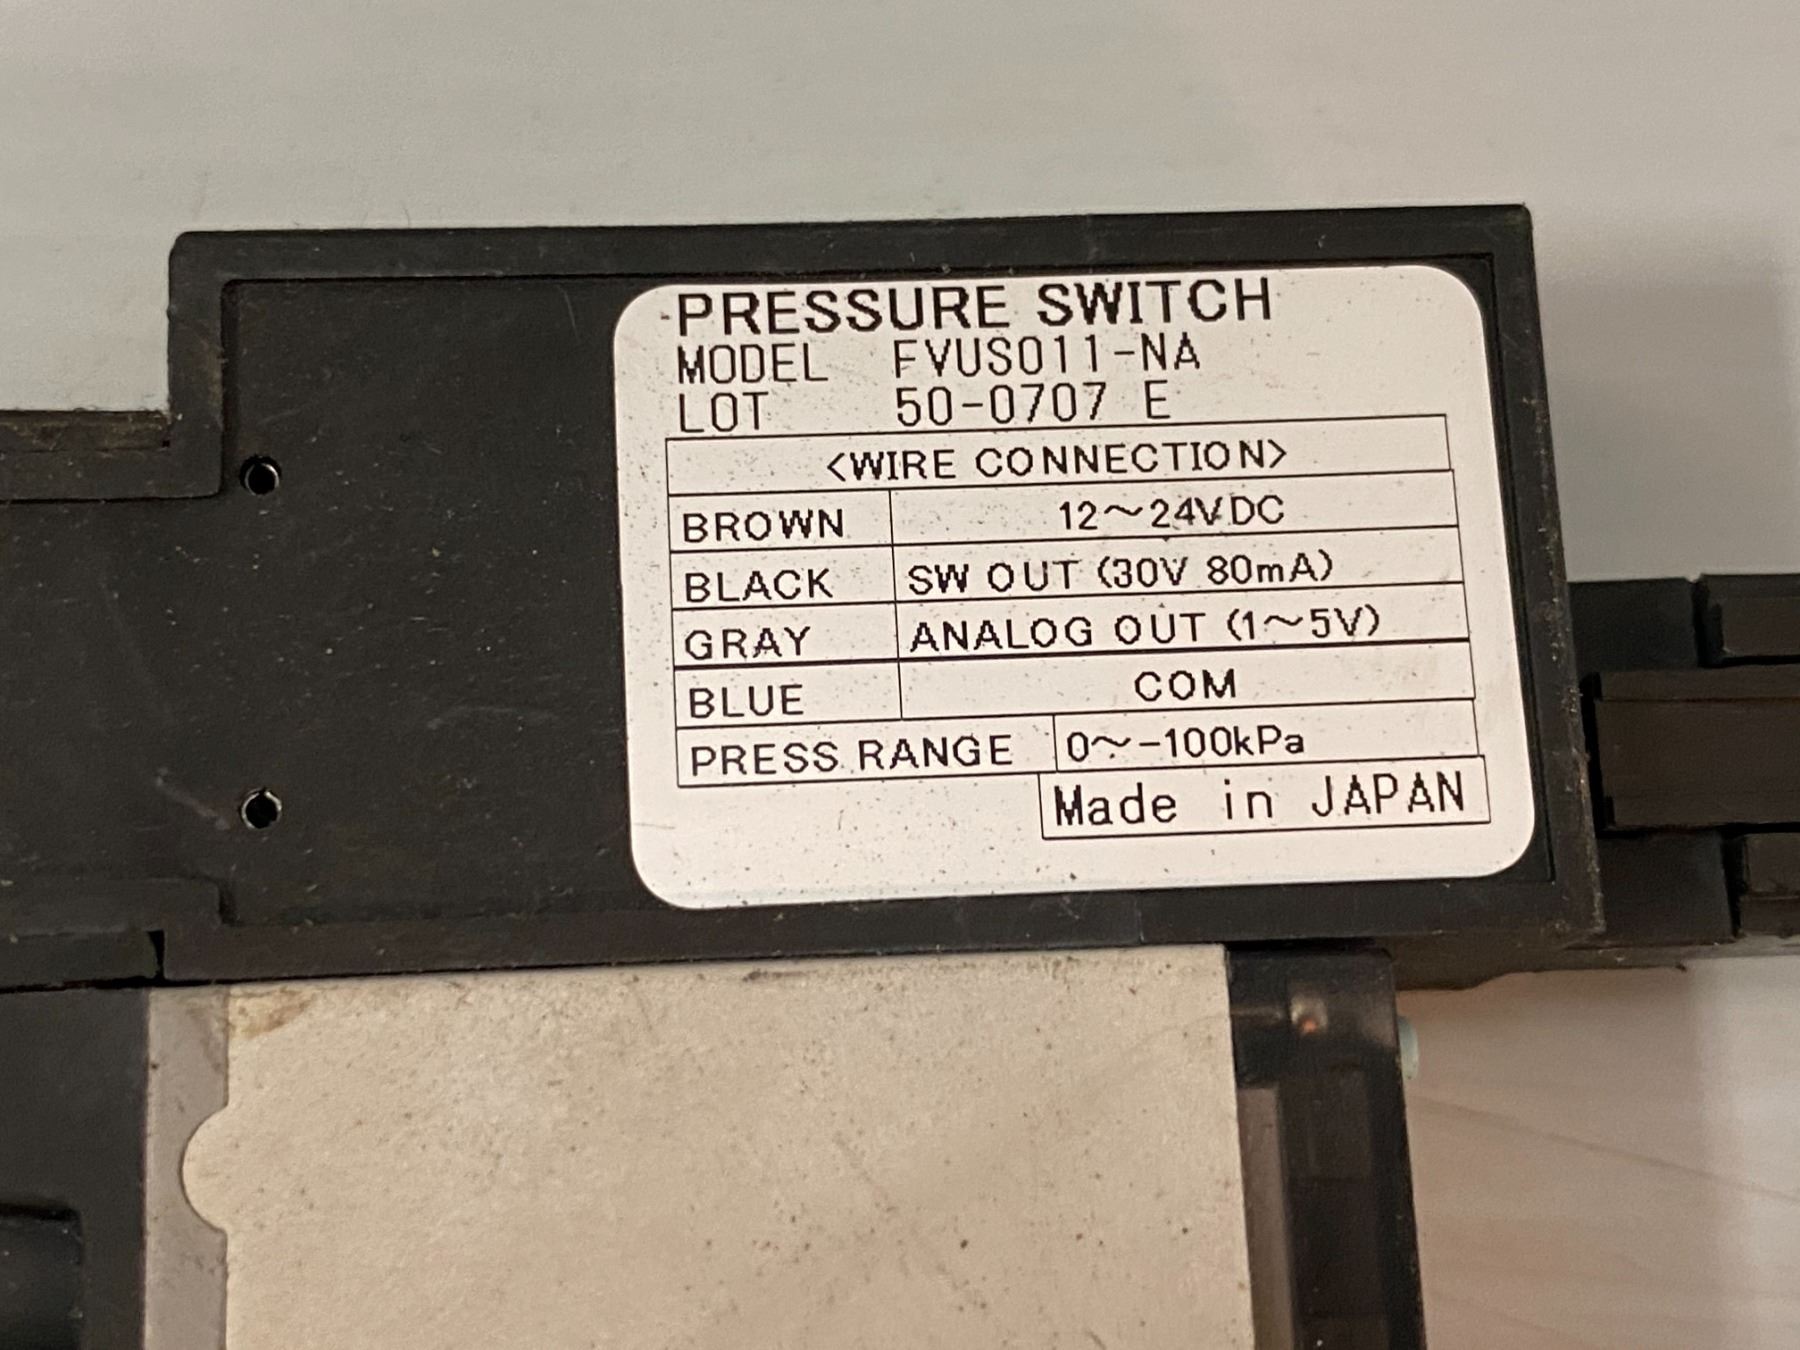 PRESSURE SWITCH
MODEL FVUS011-NA
LOT 50-0707 E
<WIRE CONNECTION>
BROWN 12～24VDC
BLACK SW OUT (30V 80mA)
GRAY ANALOG OUT (1～5V)
BLUE COM
PRESS.RANGE 0～-100kPa
Made in JAPAN